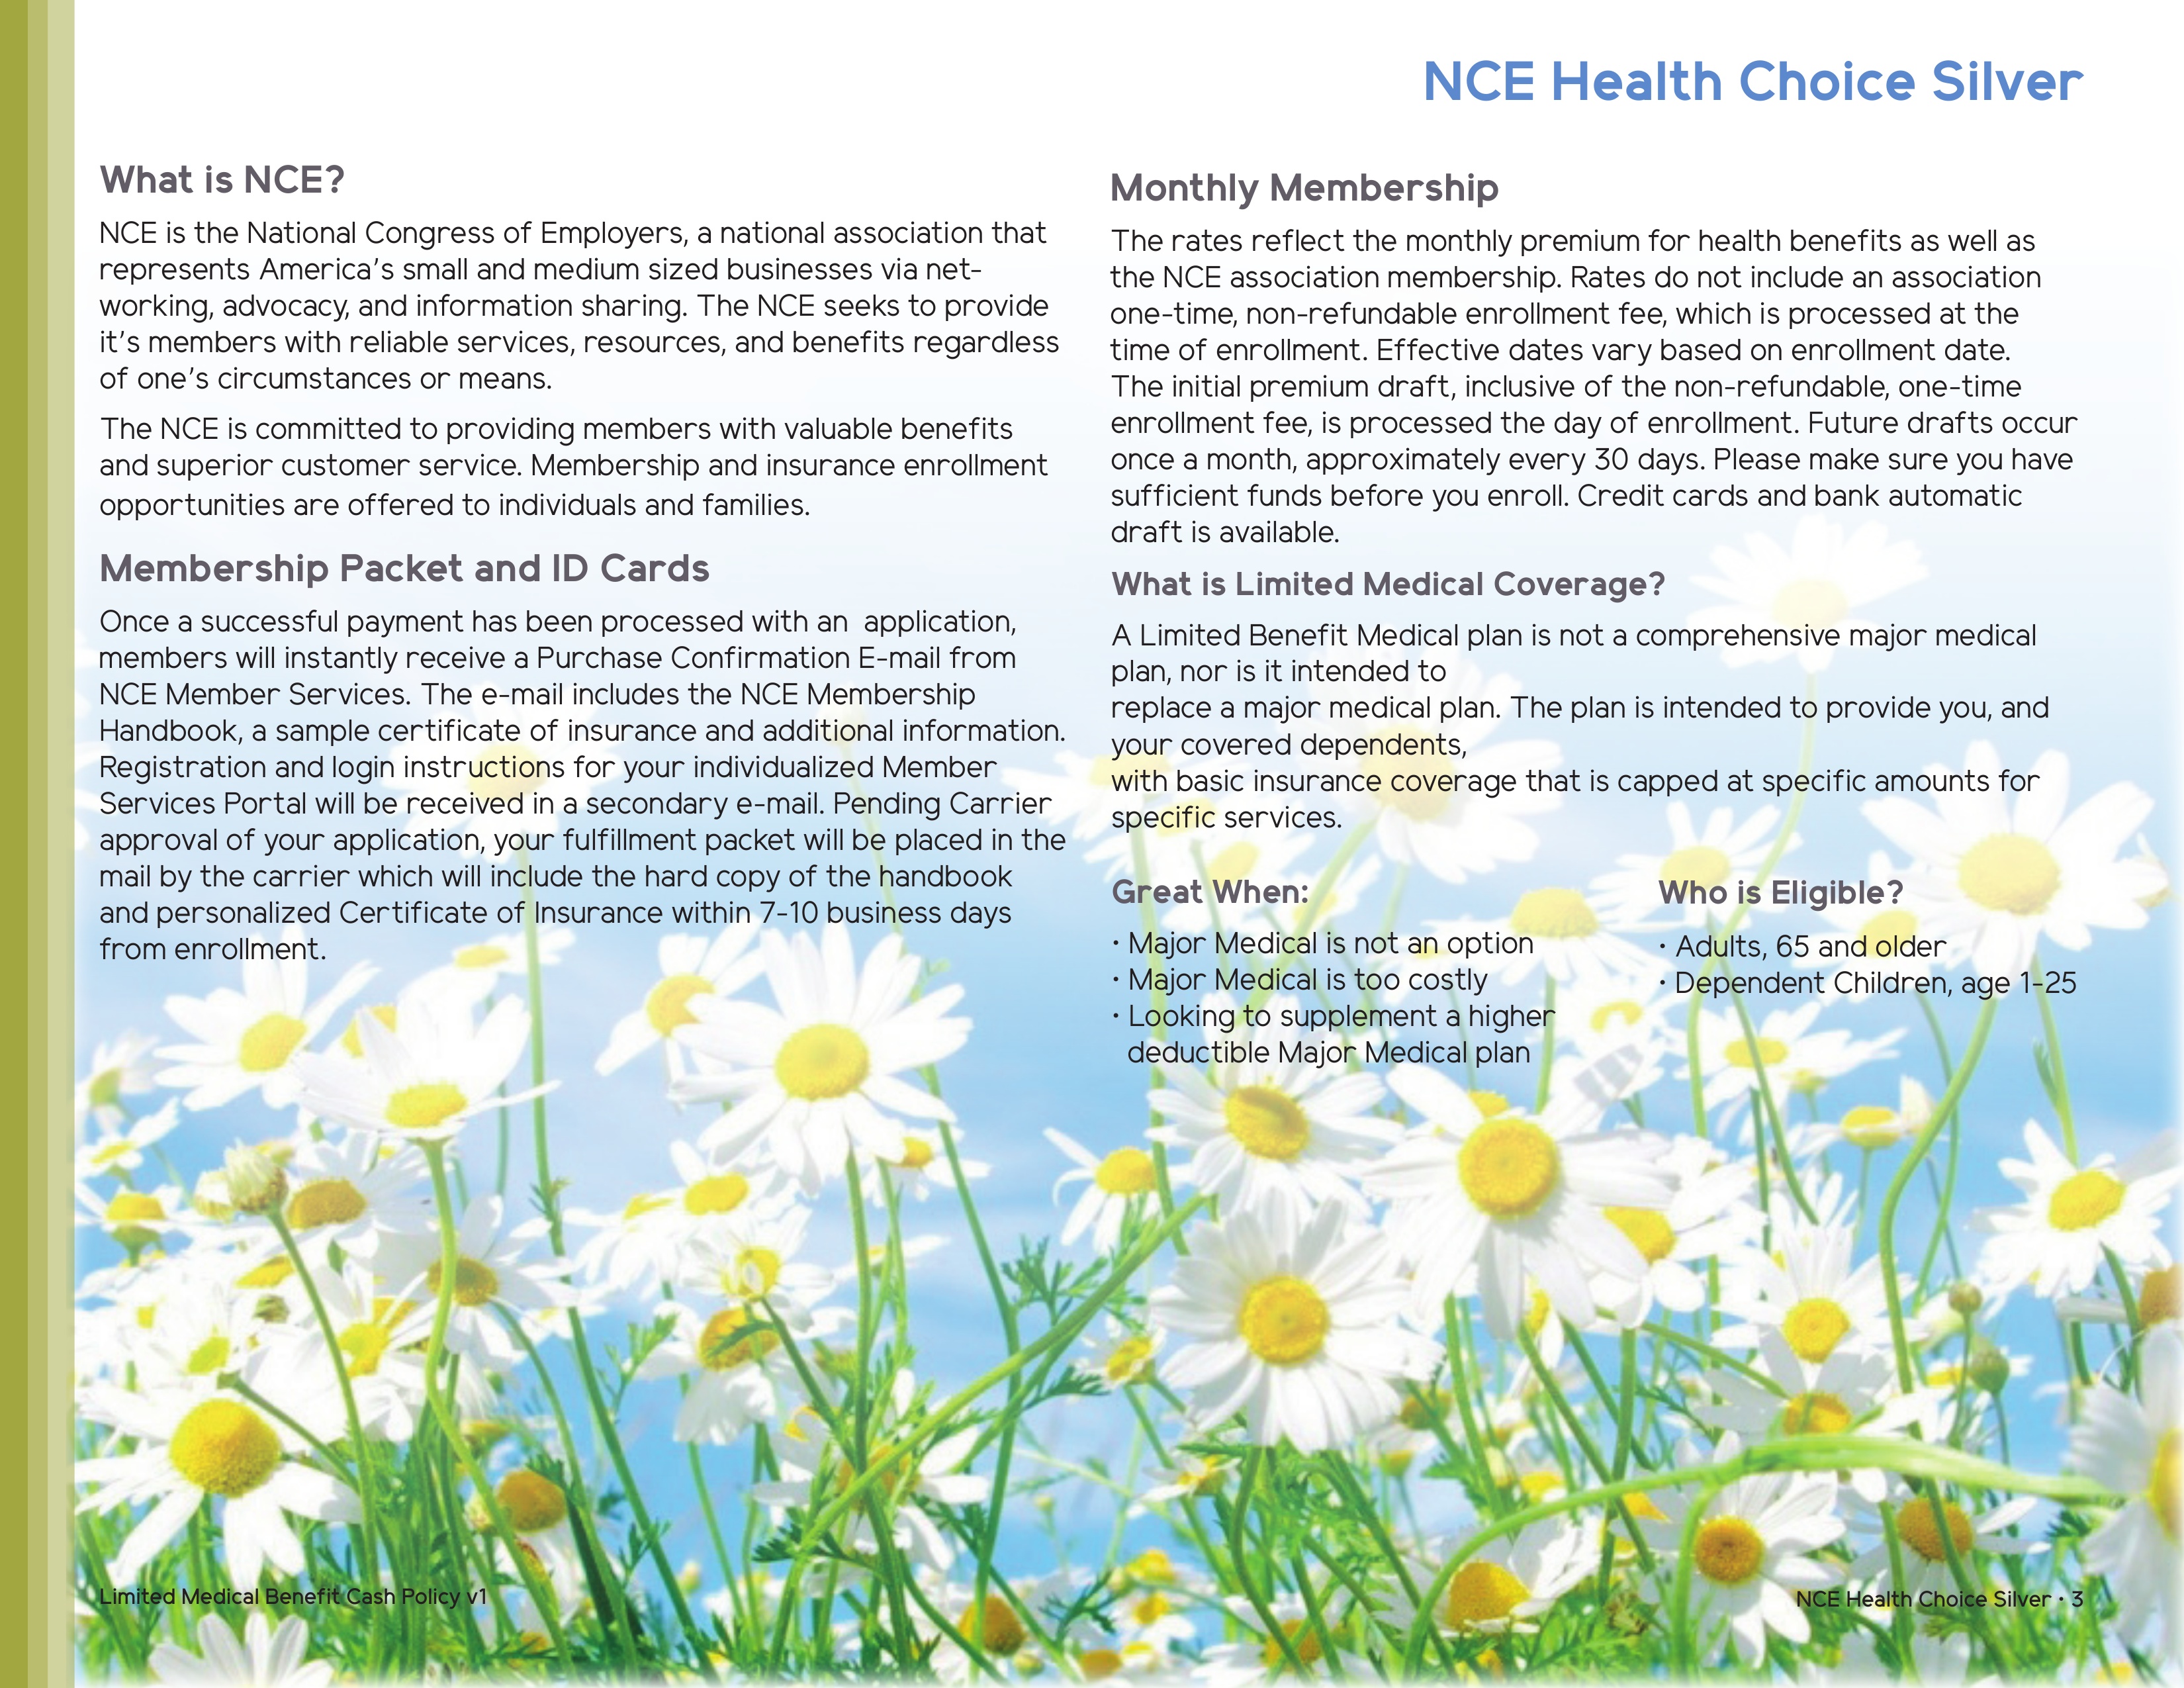 NCE Health Choice Silver
What is NCE?
NCE is the National Congress of Employers, a national association that
represents America's small and medium sized businesses via net-
working, advocacy, and information sharing. The NCE seeks to provide
it's members with reliable services, resources, and benefits regardless
of one's circumstances or means.
The NCE is committed to providing members with valuable benefits
and superior customer service. Membership and insurance enrollment
opportunities are offered to individuals and families.
Membership Packet and ID Cards
Once a successful payment has been processed with an  application,
members will instantly receive a Purchase Confirmation E-mail from
NCE Member Services. The e-mail includes the NCE Membership
Handbook, a sample certificate of insurance and additional information.
Registration and login instructions for your individualized Member
Services Portal will be received in a secondary e-mail. Pending Carrier
approval of your application, your fulfillment packet will be placed in the
mail by the carrier which will include the hard copy of the handbook
and personalized Certificate of Insurance within 7-10 business days
from enrollment.
Monthly Membership
The rates reflect the monthly premium for health benefits as well as
the NCE association membership. Rates do not include an association
one-time, non-refundable enrollment fee, which is processed at the
time of enrollment. Effective dates vary based on enrollment date.
The initial premium draft, inclusive of the non-refundable, one-time
enrollment fee, is processed the day of enrollment. Future drafts occur
once a month, approximately every 30 days. Please make sure you have
sufficient funds before you enroll. Credit cards and bank automatic
draft is available.
What is Limited Medical Coverage?
A Limited Benefit Medical plan is not a comprehensive major medical
plan, nor is it intended to
replace a major medical plan. The plan is intended to provide you, and
your covered dependents,
with basic insurance coverage that is capped at specific amounts for
specific services.
Great When:
• Major Medical is not an option
• Major Medical is too costly
• Looking to supplement a higher
deductible Major Medical plan
Who is Eligible?
• Adults, 65 and older
• Dependent Children, age 1-25
Limited Medical Benefit Cash Policy v1
NCE Health Choice Silver • 3